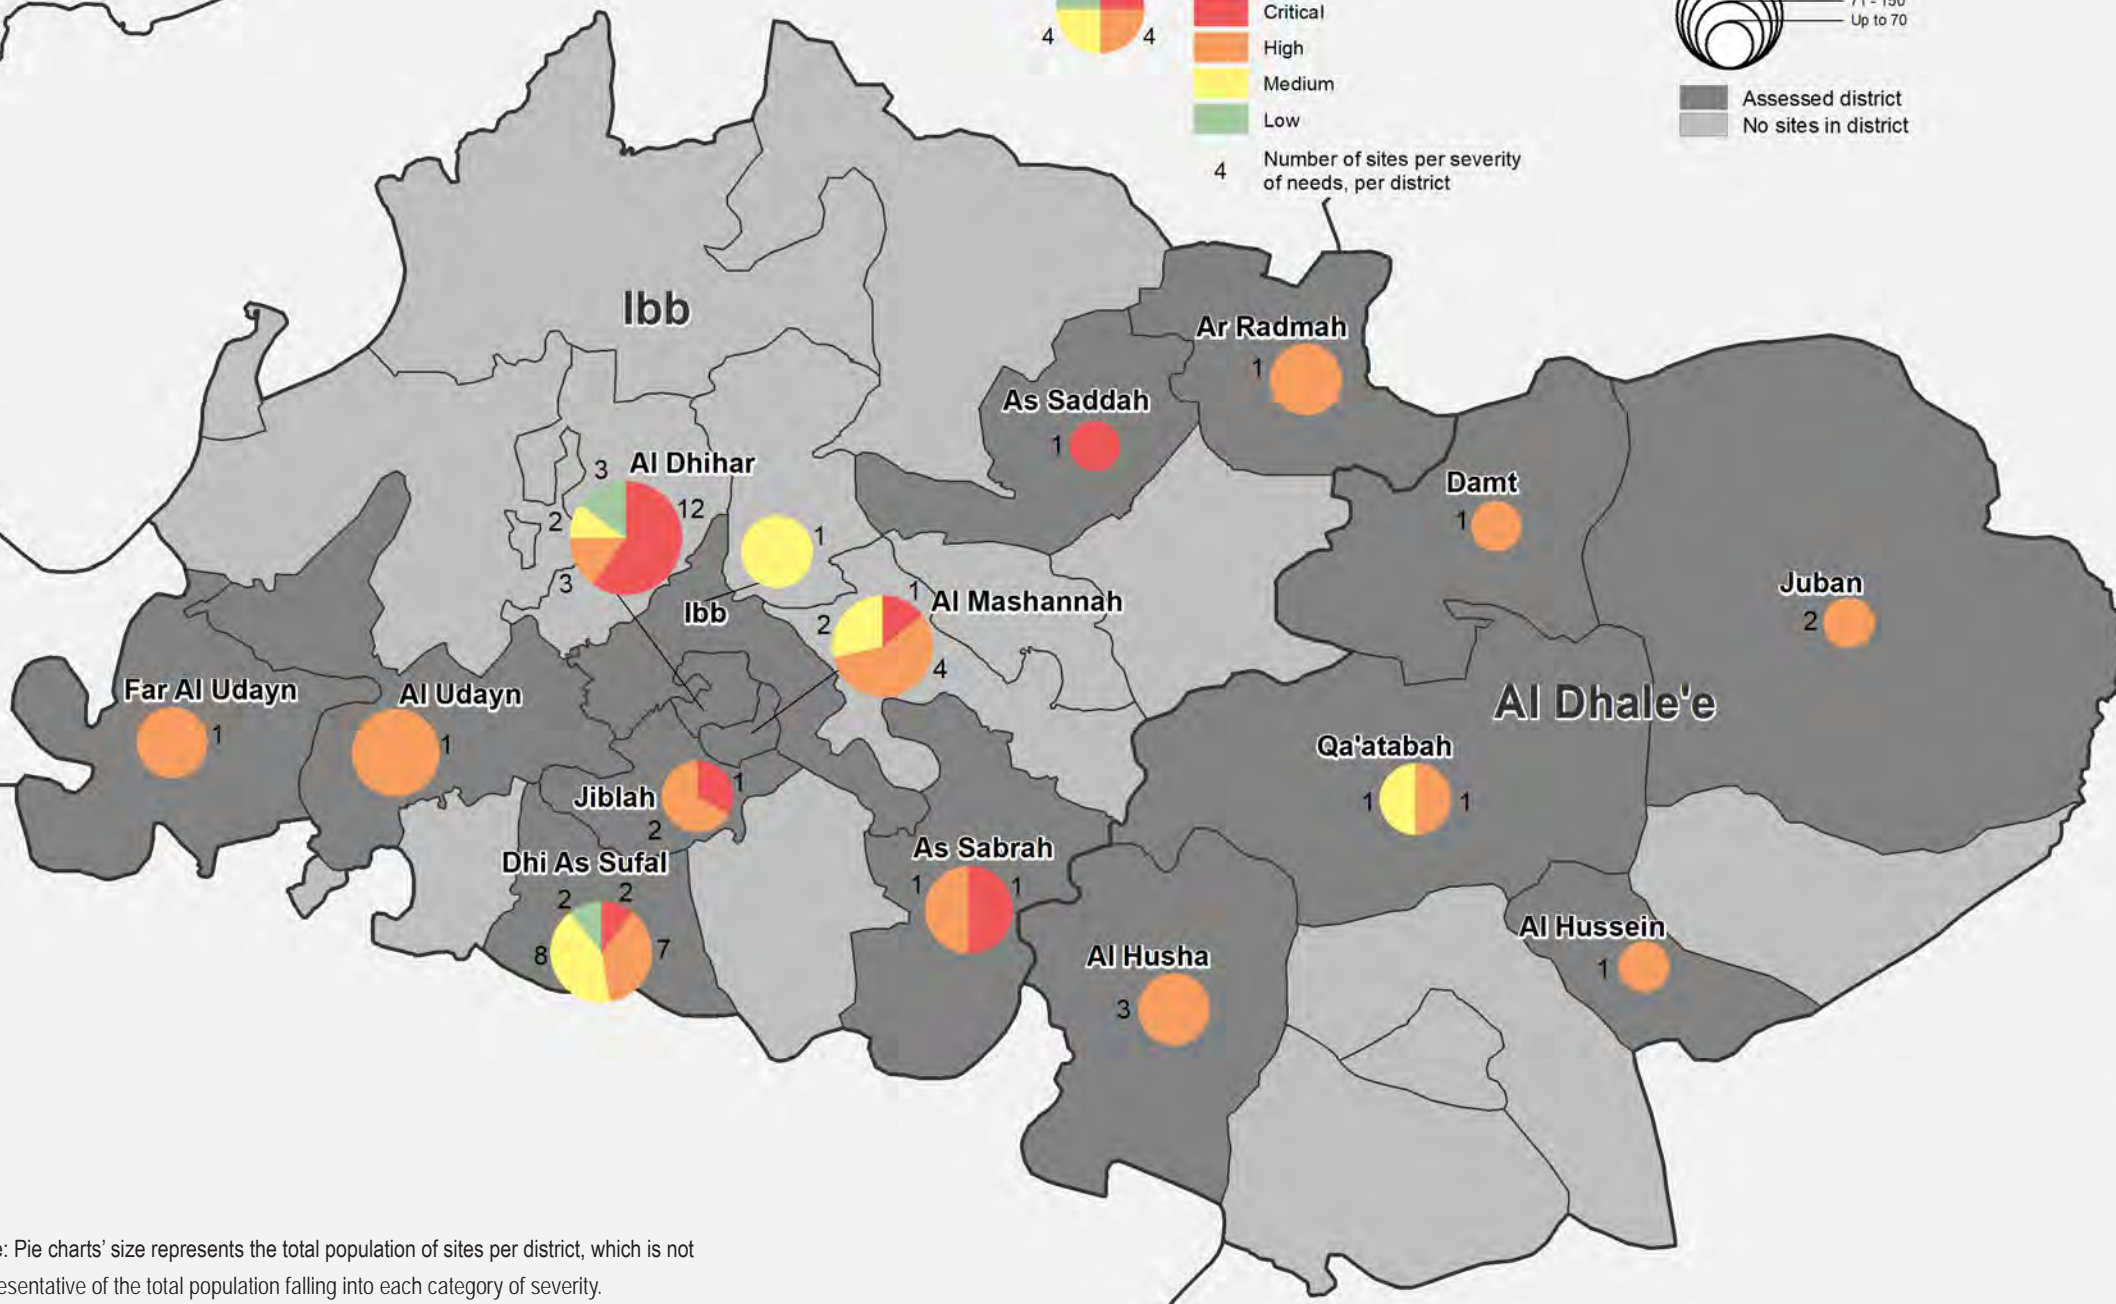 4
4
Critical
High
Medium
Low
4
Number of sites per severity
of needs, per district
71 - 150
Up to 70
Assessed district
No sites in district
Ibb
Ar Radmah
1
As Saddah
1
Al Dhihar
3
12
2
3
1
Ibb
Damt
1
Juban
2
Al Mashannah
1
2
4
Far Al Udayn
1
Al Udayn
1
Al Dhale'e
Qa'atabah
1
1
Jiblah
1
2
Dhi As Sufal
2
2
8
7
As Sabrah
1
1
Al Husha
3
Al Hussein
1
: Pie charts' size represents the total population of sites per district, which is not
esentative of the total population falling into each category of severity.